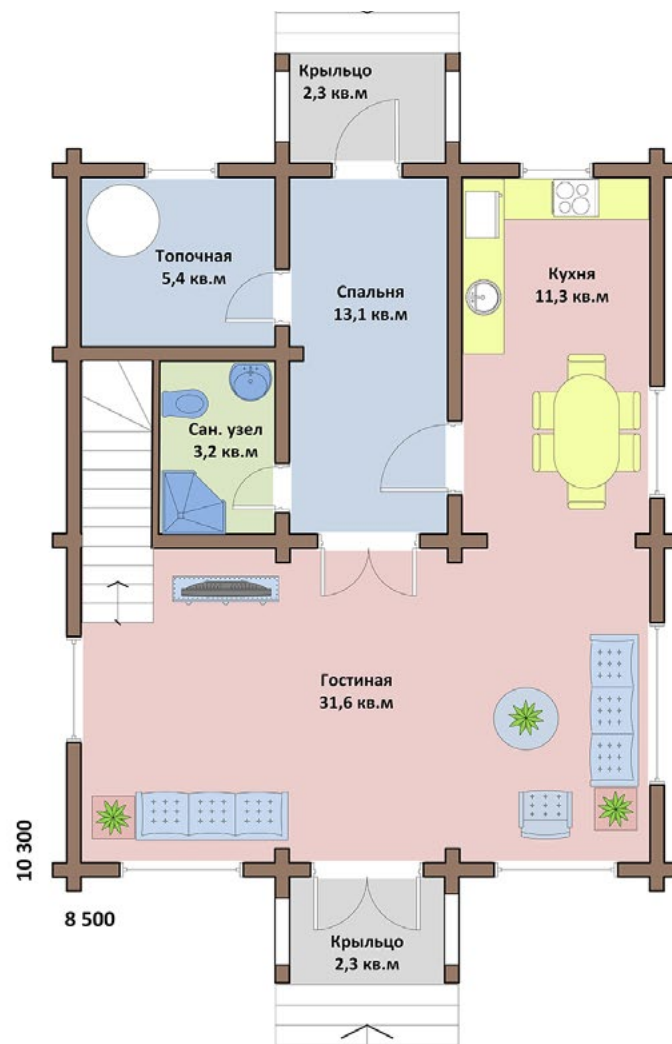 Крыльцо
2,3 кв.м
Топочная
5,4 кв.м
Спальня
13,1 кв.м
Кухня
11,3 кв.м
Сан. узел
3,2 кв.м
Гостиная
31,6 кв.м
10 300
8 500
Крыльцо
2,3 кв.м